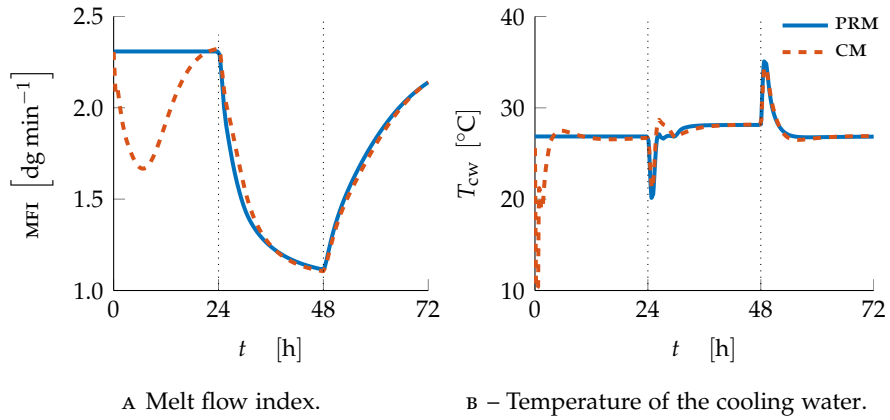 2.5
2.0
1.5
1.0
0 24 48 72
MFI [dg min−1]
t [h]
A Melt flow index.
40
30
20
10
0 24 48 72
Tcw [°C]
t [h]
PRM
CM
B – Temperature of the cooling water.